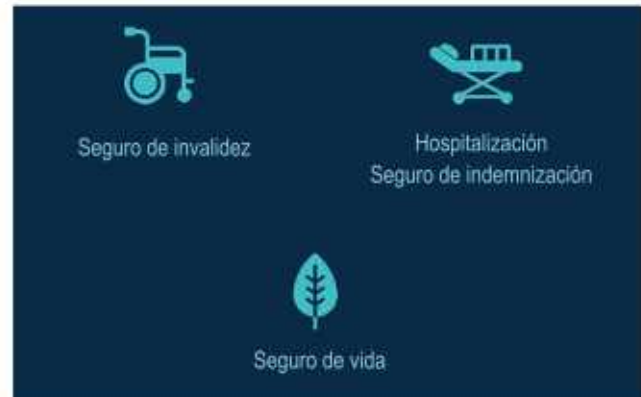 Seguro de invalidez
Hospitalización
Seguro de indemnización
Seguro de vida